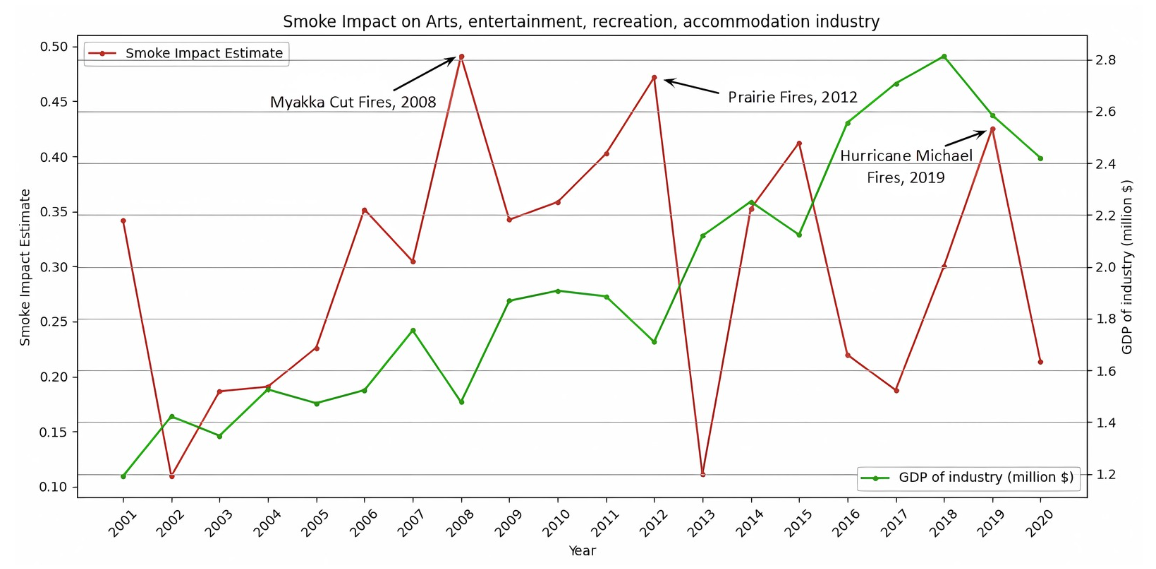 Smoke Impact on Arts, entertainment, recreation, accommodation industry
Smoke Impact Estimate
Myakka Cut Fires, 2008
Prairie Fires, 2012
Hurricane Michael
Fires, 2019
GDP of industry (million $)
Smoke Impact Estimate
0.50
0.45
0.40
0.35
0.30
0.25
0.20
0.15
0.10
2.8
2.6
2.4
2.2
2.0
1.8
1.6
1.4
1.2
GDP of industry (million $)
2001 2002 2003 2004 2005 2006 2007 2008 2009 2010 2011 2012 2013 2014 2015 2016 2017 2018 2019 2020
Year